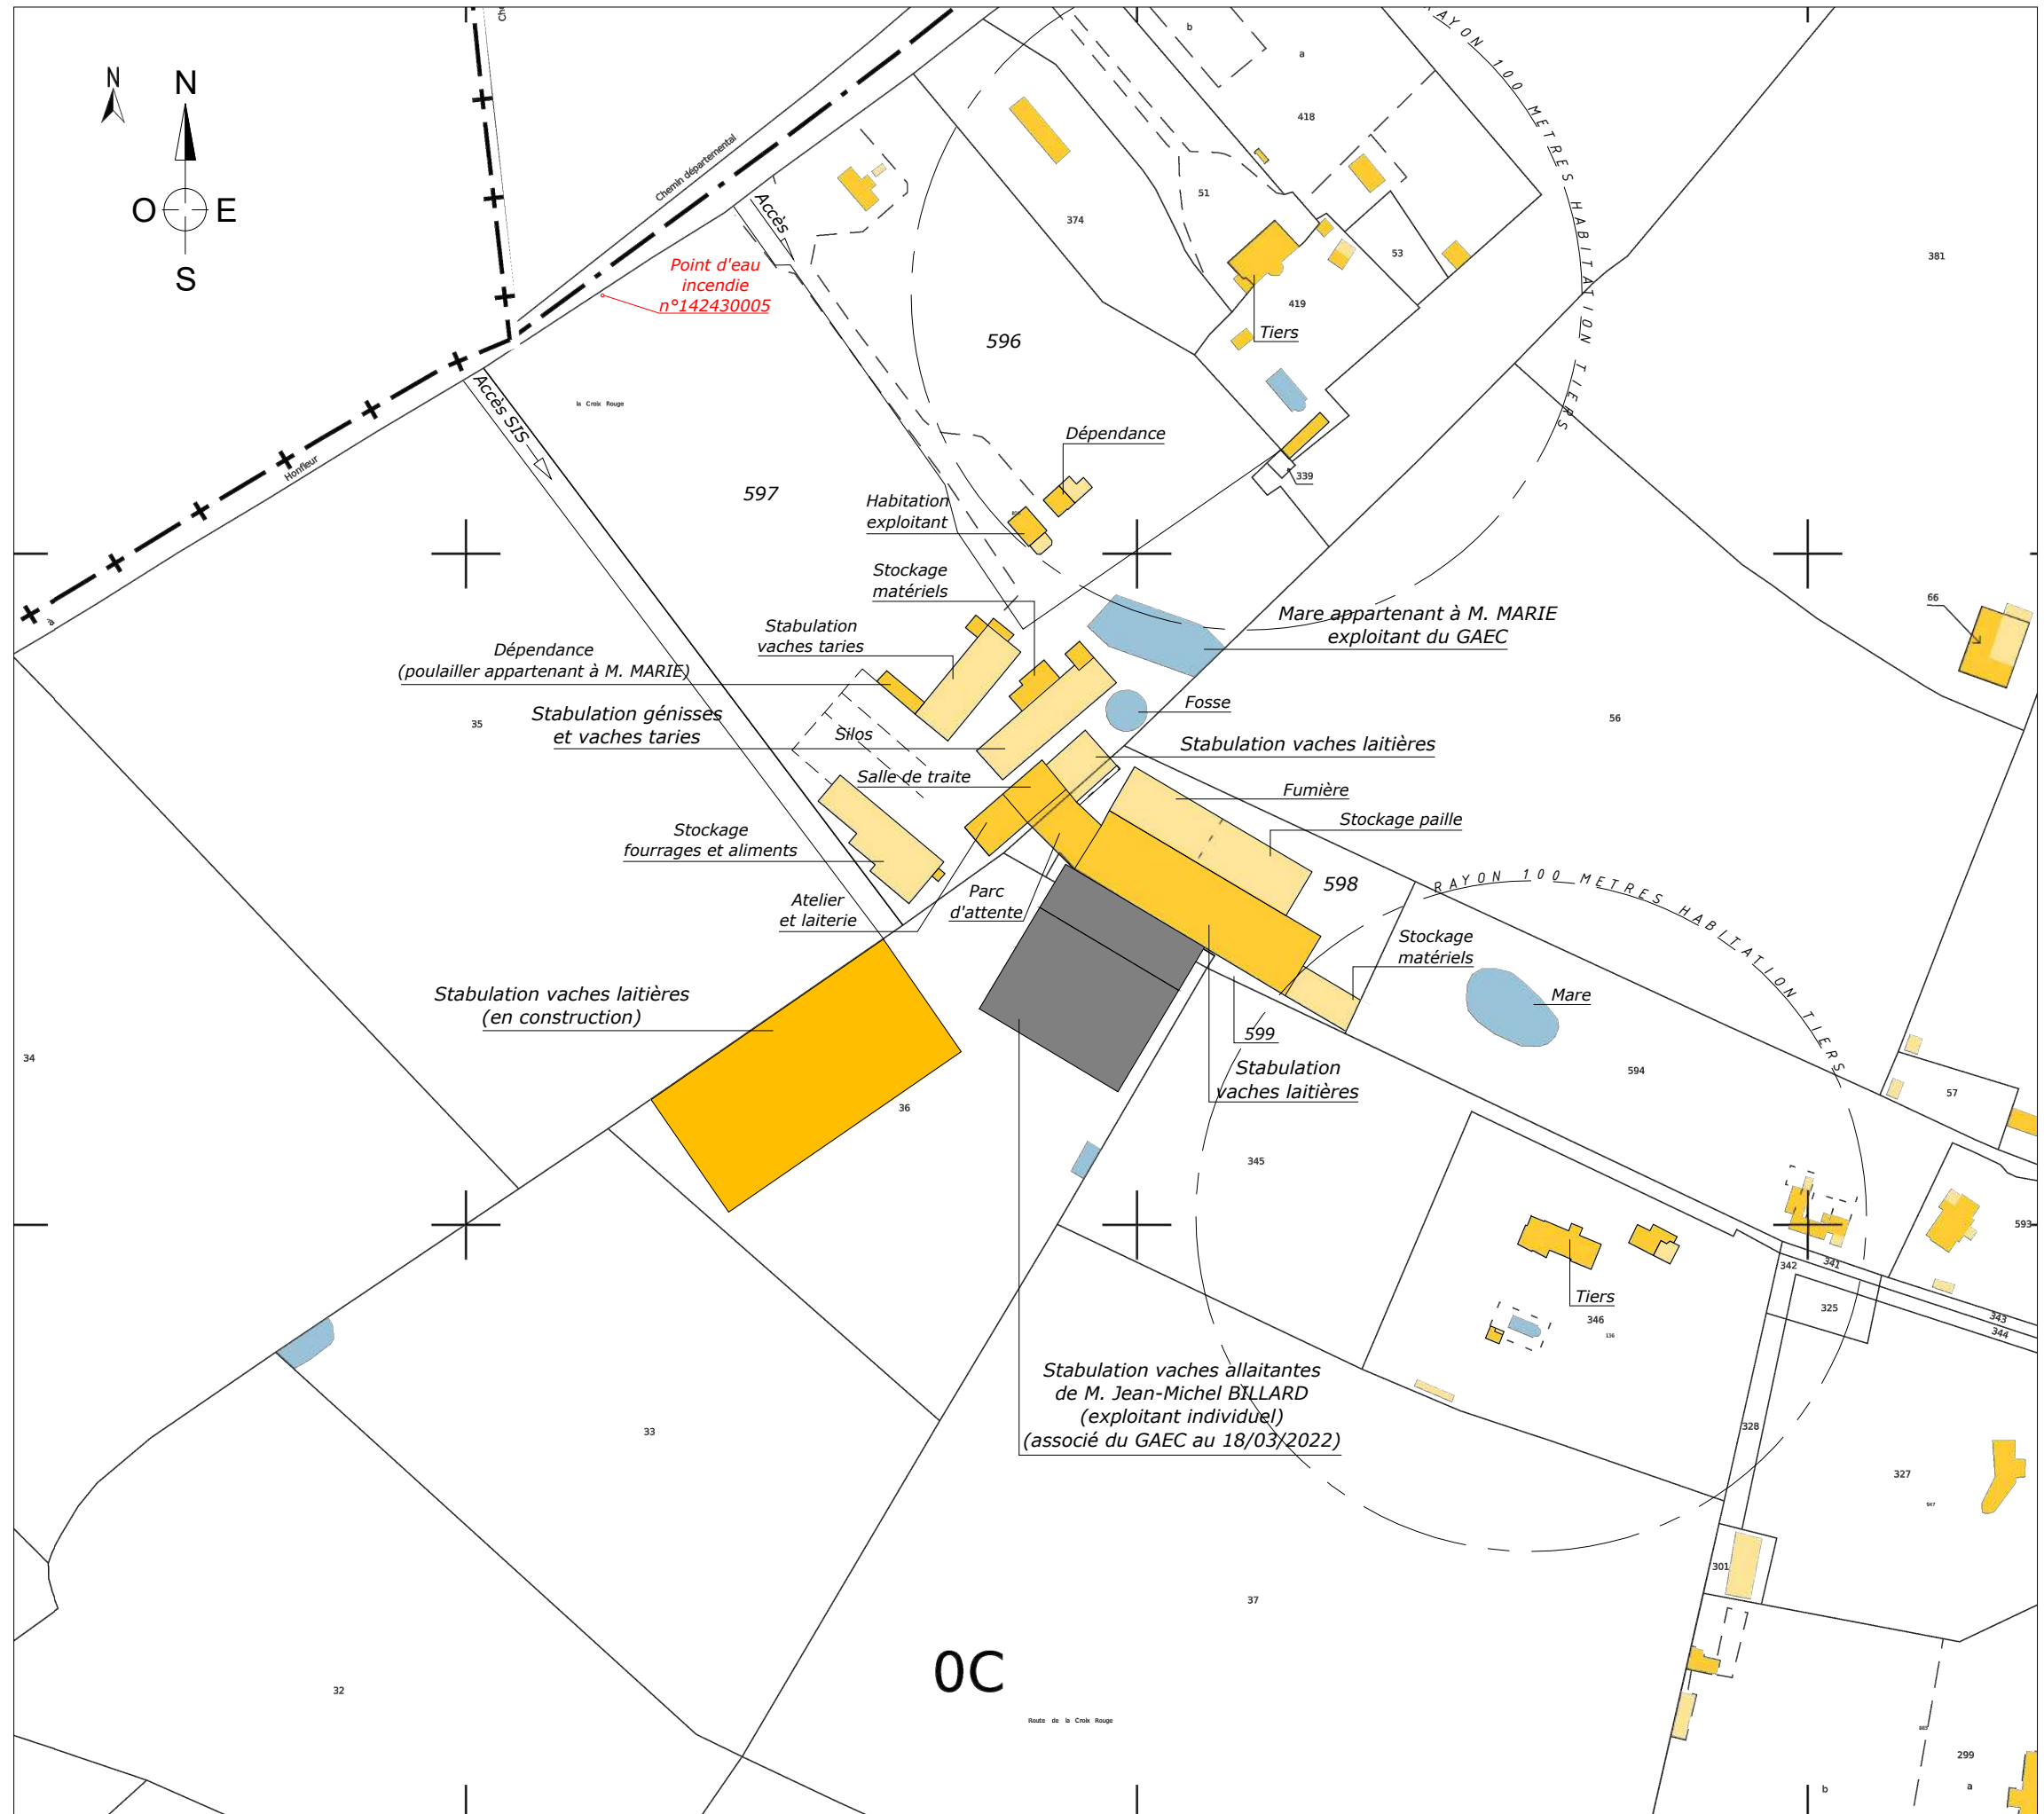 N
N
O
E
S
Ch
Chemin départemental
Honfleur
à
Accès
Accès SIS
Point d'eau
incendie
n°142430005
la Croix Rouge
b
a
418
51
374
53
419
Tiers
381
RAYON 100 METRES HABITATION TIERS
596
597
339
Dépendance
Habitation
exploitant
Stockage
matériels
Stabulation
vaches taries
Dépendance
(poulailler appartenant à M. MARIE)
Mare appartenant à M. MARIE
exploitant du GAEC
66
35
56
Stabulation génisses
et vaches taries
Silos
Fosse
Stabulation vaches laitières
Salle de traite
Fumière
Stockage paille
Stockage
fourrages et aliments
598
Atelier
et laiterie
Parc
d'attente
RAYON 100 METRES HABITATION TIERS
Stockage
matériels
Mare
Stabulation vaches laitières
(en construction)
599
Stabulation
vaches laitières
34
36
594
57
345
593
342
341
325
343
344
Tiers
346
Stabulation vaches allaitantes
de M. Jean-Michel BILLARD
(exploitant individuel)
(associé du GAEC au 18/03/2022)
33
328
327
301
37
0C
32
Route de la Croix Rouge
299
b
a